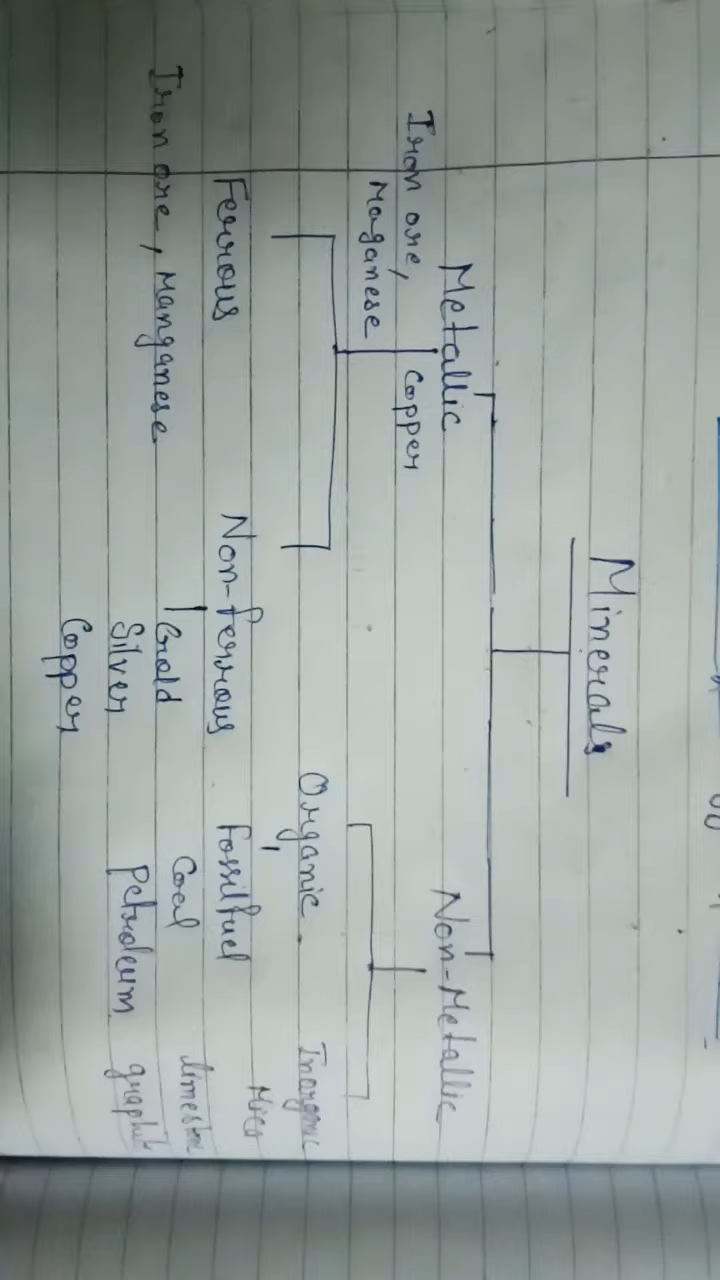 Minerals
Metallic
Non-Metallic
Iron ore, Copper
Maganese
Ferrous
Non-ferrous
Iron ore, Manganese
Gold
Silver
Copper
Organic
Inorganic
Fossil fuel
Mica
Coal
limestone
Petroleum
graphite